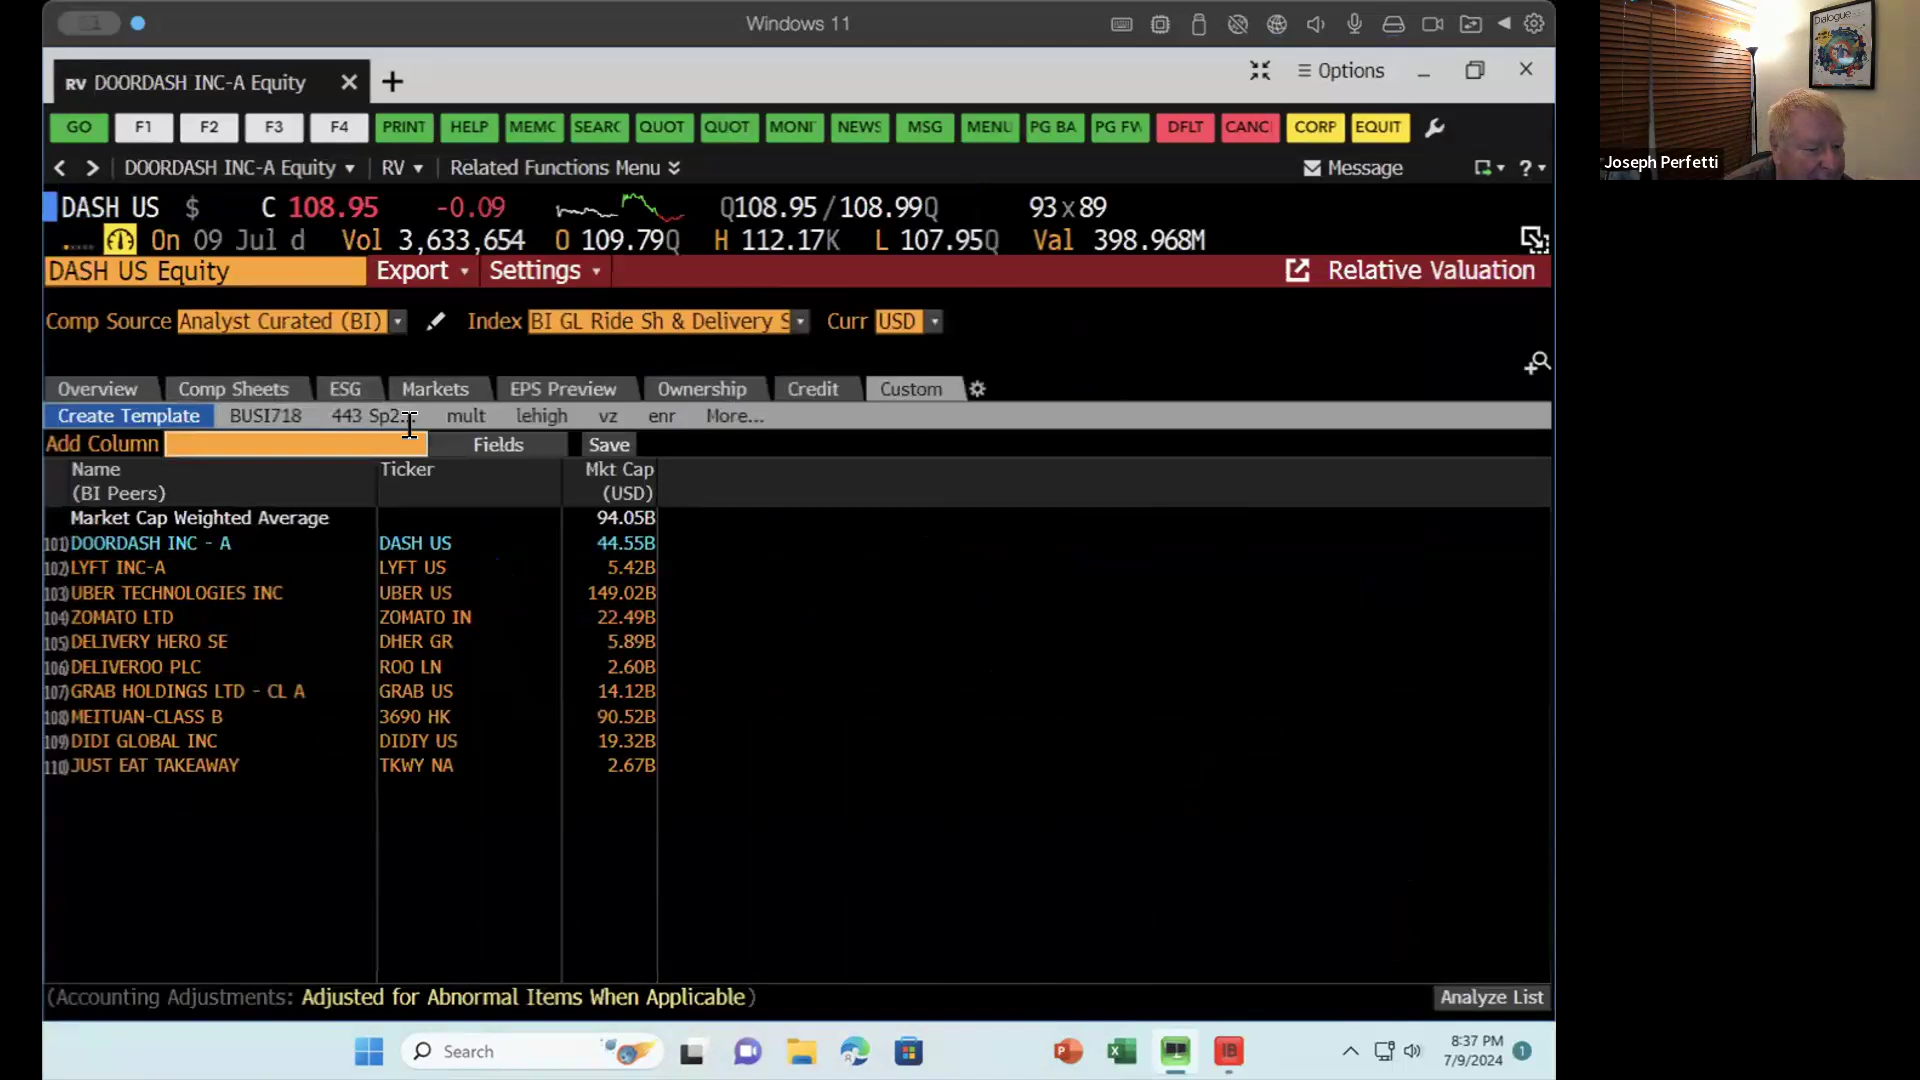 Windows 11
RV DOORDASH INC-A Equity
Options
GO F1 F2 F3 F4 PRINT HELP MEMC SEARC QUOT QUOT MONI NEWS MSG MENU PG BA PG FW DFLT CANC CORP EQUIT
DOORDASH INC-A Equity RV Related Functions Menu Message ?
DASH US $ C 108.95 -0.09 Q108.95 / 108.99Q 93 x 89
On 09 Jul d Vol 3,633,654 O 109.79Q H 112.17K L 107.95Q Val 398.968M
DASH US Equity Export Settings Relative Valuation
Comp Source Analyst Curated (BI) Index BI GL Ride Sh & Delivery S Curr USD
Overview Comp Sheets ESG Markets EPS Preview Ownership Credit Custom
Create Template BUSI718 443 Sp2... mult lehigh vz enr More...
Add Column Fields Save
Name Ticker Mkt Cap
(BI Peers) (USD)
Market Cap Weighted Average 94.05B
101) DOORDASH INC - A DASH US 44.55B
102) LYFT INC-A LYFT US 5.42B
103) UBER TECHNOLOGIES INC UBER US 149.02B
104) ZOMATO LTD ZOMATO IN 22.49B
105) DELIVERY HERO SE DHER GR 5.89B
106) DELIVEROO PLC ROO LN 2.60B
107) GRAB HOLDINGS LTD - CL A GRAB US 14.12B
108) MEITUAN-CLASS B 3690 HK 90.52B
109) DIDI GLOBAL INC DIDIY US 19.32B
110) JUST EAT TAKEAWAY TKWY NA 2.67B
(Accounting Adjustments: Adjusted for Abnormal Items When Applicable) Analyze List
Search
8:37 PM
7/9/2024 1
Dialogue
Joseph Perfetti